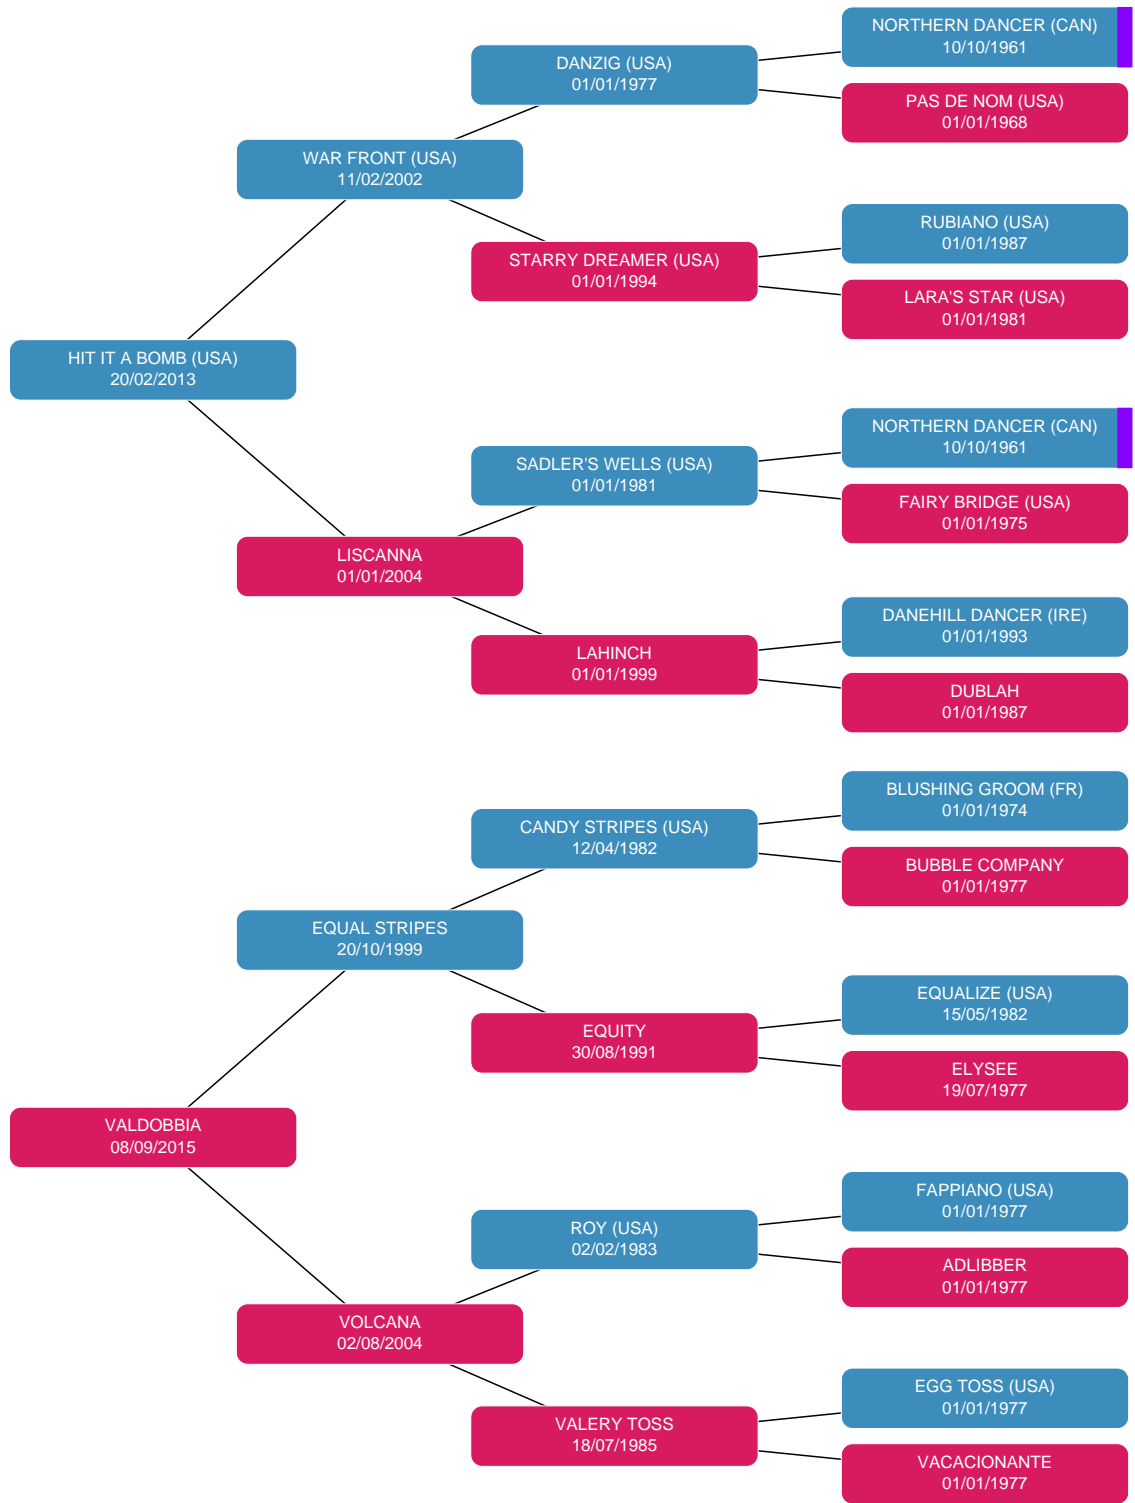 NORTHERN DANCER (CAN)
10/10/1961
DANZIG (USA)
01/01/1977
PAS DE NOM (USA)
01/01/1968
WAR FRONT (USA)
11/02/2002
RUBIANO (USA)
01/01/1987
STARRY DREAMER (USA)
01/01/1994
LARA'S STAR (USA)
01/01/1981
HIT IT A BOMB (USA)
20/02/2013
NORTHERN DANCER (CAN)
10/10/1961
SADLER'S WELLS (USA)
01/01/1981
FAIRY BRIDGE (USA)
01/01/1975
LISCANNA
01/01/2004
DANEHILL DANCER (IRE)
01/01/1993
LAHINCH
01/01/1999
DUBLAH
01/01/1987
BLUSHING GROOM (FR)
01/01/1974
CANDY STRIPES (USA)
12/04/1982
BUBBLE COMPANY
01/01/1977
EQUAL STRIPES
20/10/1999
EQUALIZE (USA)
15/05/1982
EQUITY
30/08/1991
ELYSEE
19/07/1977
VALDOBBIA
08/09/2015
FAPPIANO (USA)
01/01/1977
ROY (USA)
02/02/1983
ADLIBBER
01/01/1977
VOLCANA
02/08/2004
EGG TOSS (USA)
01/01/1977
VALERY TOSS
18/07/1985
VACACIONANTE
01/01/1977